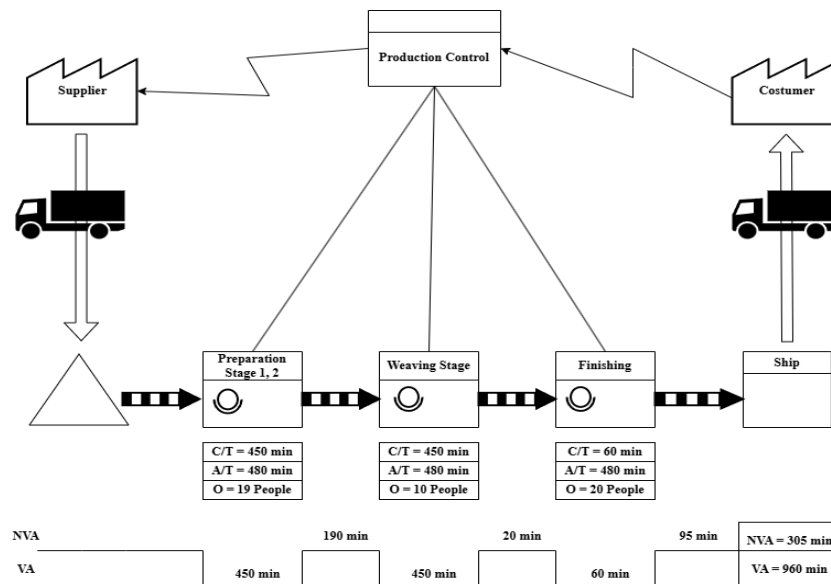 Production Control
Supplier
Costumer
Preparation
Stage 1, 2
Weaving Stage
Finishing
Ship
C/T = 450 min
A/T = 480 min
O = 19 People
C/T = 450 min
A/T = 480 min
O = 10 People
C/T = 60 min
A/T = 480 min
O = 20 People
NVA
190 min
20 min
95 min
NVA = 305 min
VA
450 min
450 min
60 min
VA = 960 min